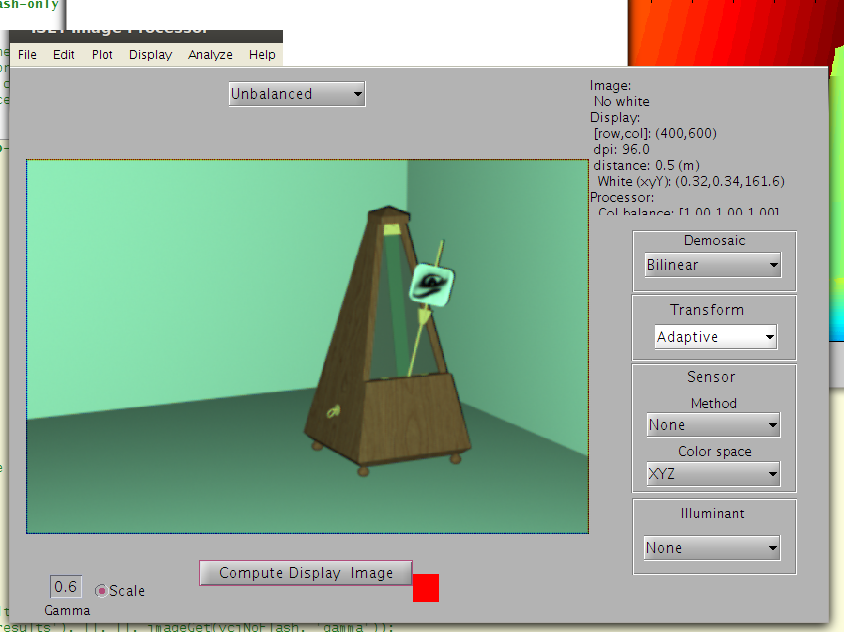 ash-only
ISET Image Processor
File Edit Plot Display Analyze Help
Unbalanced
Image:
No white
Display:
[row,col]: (400,600)
dpi: 96.0
distance: 0.5 (m)
White (xyY): (0.32,0.34,161.6)
Processor:
Col balance: [1.00 1.00 1.00]
Demosaic
Bilinear
Transform
Adaptive
Sensor
Method
None
Color space
XYZ
Illuminant
None
Compute Display Image
0.6
Scale
Gamma
results'), [], [], imageGet(vciNoFlash, 'gamma'));